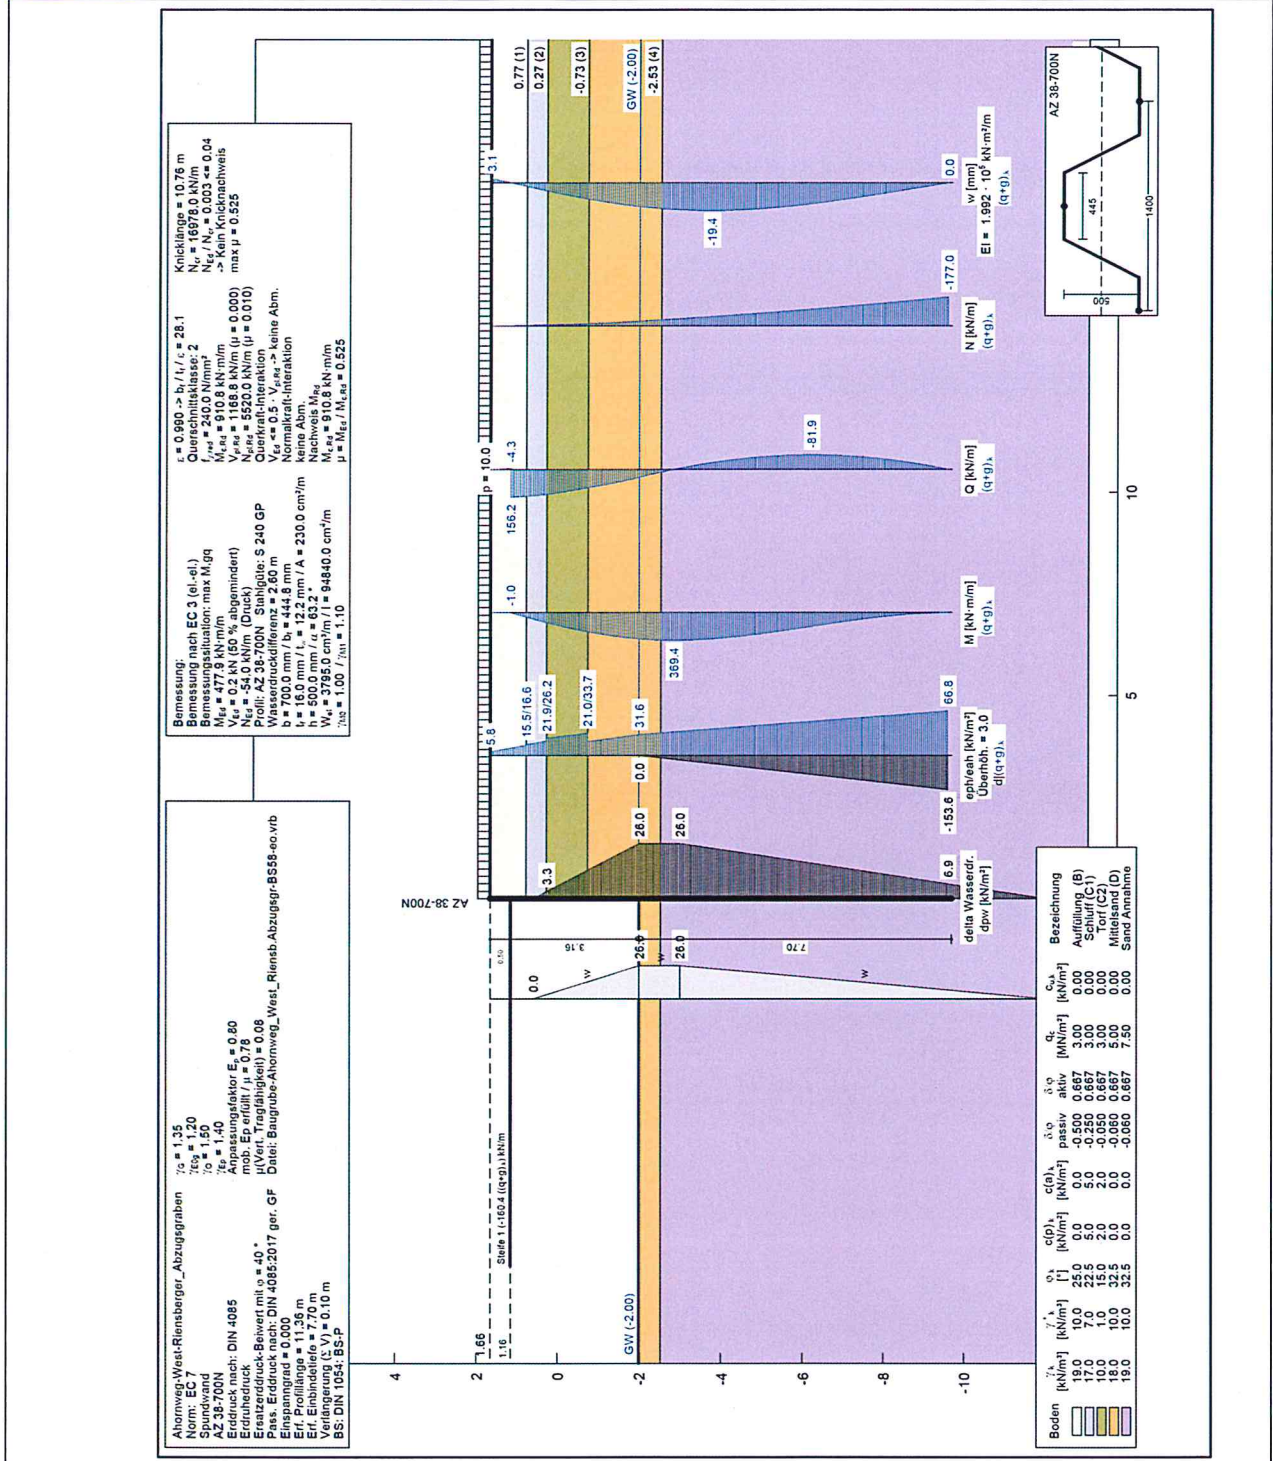 Ahornweg-West-Riensberger_Abzugsgraben
Norm: EC 7
Spundwand
AZ 38-700N
Erddruck nach: DIN 4085
Erdruhedruck
Ersatzerddruck-Beiwert mit φ = 40 °
Pass. Erddruck nach: DIN 4085:2017 ger. GF
Einspanngrad = 0.000
Erf. Profillänge = 11.36 m
Erf. Einbindetiefe = 7.70 m
Verlängerung (Σ V) = 0.10 m
BS: DIN 1054: BS-P
γG = 1.35
γE0g = 1.20
γQ = 1.50
γEp = 1.40
Anpassungsfaktor Ep = 0.80
mob. Ep erfüllt / μ = 0.78
μ(Vert. Tragfähigkeit) = 0.08
Datei: Baugrube-Ahornweg_West_Riensb.Abzugsgr-BS58-eo.vrb
Bemessung:
Bemessung nach EC 3 (el.-el.)
Bemessungssituation: max M,gq
MEd = 477.9 kN·m/m
VEd = 0.2 kN (50 % abgemindert)
NEd = -54.0 kN/m (Druck)
Profil: AZ 38-700N Stahlgüte: S 240 GP
Wasserdruckdifferenz = 2.60 m
b = 700.0 mm / bf = 444.8 mm
tf = 16.0 mm / tw = 12.2 mm / A = 230.0 cm²/m
h = 500.0 mm / α = 63.2 °
Wel = 3795.0 cm³/m / I = 94840.0 cm⁴/m
γM0 = 1.00 / γM1 = 1.10
ε = 0.990 -> bf / tf / ε = 28.1
Querschnittsklasse: 2
fy,red = 240.0 N/mm²
Mc,Rd = 910.8 kN·m/m
Vpl,Rd = 1168.8 kN/m (μ = 0.000)
Npl,Rd = 5520.0 kN/m (μ = 0.010)
Querkraft-Interaktion
VEd <= 0.5 · Vpl,Rd -> keine Abm.
Normalkraft-Interaktion
keine Abm.
Nachweis MRd
Mc,Rd = 910.8 kN·m/m
μ = MEd / Mc,Rd = 0.525
Knicklänge = 10.76 m
Ncr = 16978.0 kN/m
NEd / Ncr = 0.003 <= 0.04
-> Kein Knicknachweis
max μ = 0.525
AZ 38-700N
p = 10.0
0.77 (1)
0.27 (2)
-0.73 (3)
GW (-2.00)
-2.53 (4)
4
2
0
-2
-4
-6
-8
-10
1.66
1.16
Steife 1 (-160.4 ((q+g)k) kN/m
GW (-2.00)
0.0
w
26.0
w
26.0
w
0.50
3.16
7.70
3.3
26.0
26.0
6.9
delta Wasserdr.
dpw [kN/m²]
5.8
15.5/16.6
21.9/26.2
21.0/33.7
31.6
0.0
66.8
-153.6
eph/eah [kN/m²]
Überhöh. = 3.0
d|(q+g)k
-1.0
369.4
M [kN·m/m]
(q+g)k
-4.3
156.2
-81.9
Q [kN/m]
(q+g)k
-177.0
N [kN/m]
(q+g)k
3.1
-19.4
0.0
w [mm]
EI = 1.992 · 10⁵ kN·m²/m
(q+g)k
5
10
AZ 38-700N
445
500
1400
Boden γk γ'k φk c(p)k c(a)k δ/φ δ/φ qc cu,k Bezeichnung
[kN/m³] [kN/m³] [°] [kN/m²] [kN/m²] passiv aktiv [MN/m²] [kN/m²]
19.0 10.0 25.0 0.0 0.0 -0.500 0.667 3.00 0.00 Auffüllung (B)
17.0 7.0 22.5 5.0 5.0 -0.250 0.667 3.00 0.00 Schluff (C1)
10.0 1.0 15.0 2.0 2.0 -0.050 0.667 3.00 0.00 Torf (C2)
18.0 10.0 32.5 0.0 0.0 -0.060 0.667 5.00 0.00 Mittelsand (D)
19.0 10.0 32.5 0.0 0.0 -0.060 0.667 7.50 0.00 Sand Annahme